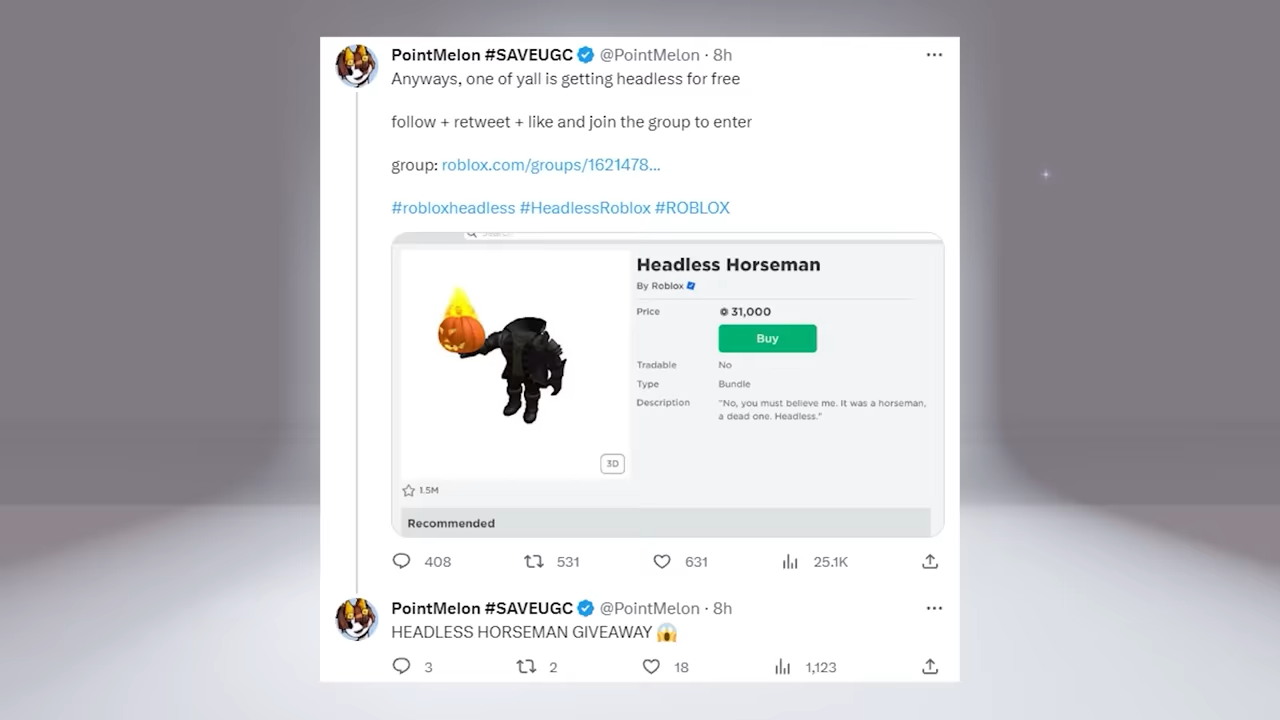 PointMelon #SAVEUGC @PointMelon · 8h
Anyways, one of yall is getting headless for free
follow + retweet + like and join the group to enter
group: roblox.com/groups/1621478...
#robloxheadless #HeadlessRoblox #ROBLOX
Headless Horseman
By Roblox
Price 31,000
Buy
Tradable No
Type Bundle
Description "No, you must believe me. It was a horseman,
a dead one. Headless."
3D
1.5M
Recommended
408 531 631 25.1K
PointMelon #SAVEUGC @PointMelon · 8h
HEADLESS HORSEMAN GIVEAWAY 😱
3 2 18 1,123